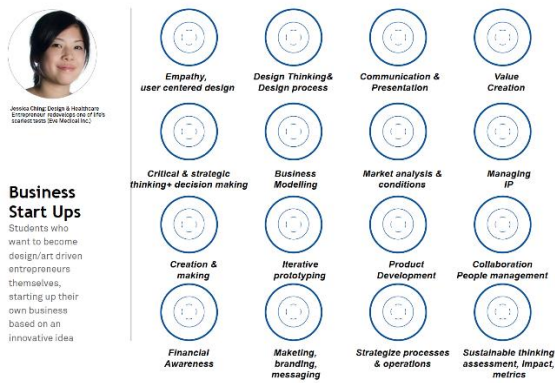 Jessica Ching: Design & Healthcare
Entrepreneur redevelops one of life's
scariest tests (Eve Medical Inc.)
Business
Start Ups
Students who
want to become
design/art driven
entrepreneurs
themselves,
starting up their
own business
based on an
innovative idea
Empathy,
user centered design
Design Thinking&
Design process
Communication &
Presentation
Value
Creation
Critical & strategic
thinking+ decision making
Business
Modelling
Market analysis &
conditions
Managing
IP
Creation &
making
Iterative
prototyping
Product
Development
Collaboration
People management
Financial
Awareness
Maketing,
branding,
messaging
Strategize processes
& operations
Sustainable thinking
assessment, impact,
metrics